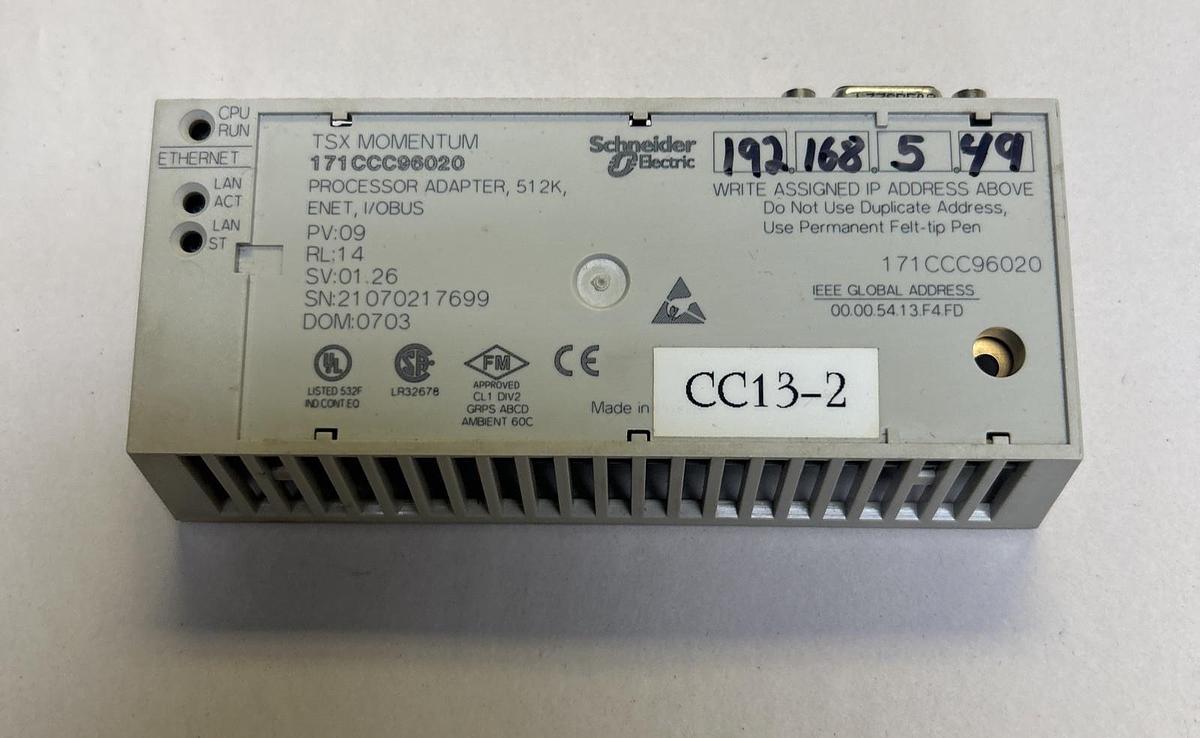 CPU
RUN
ETHERNET
LAN
ACT
LAN
ST
TSX MOMENTUM
171CCC96020
PROCESSOR ADAPTER, 512K,
ENET, I/OBUS
PV:09
RL:14
SV:01.26
SN:21070217699
DOM:0703
UL
LISTED 532F
IND.CONT.EQ
SA
LR32678
FM
APPROVED
CL1 DIV2
GRPS ABCD
AMBIENT 60C
CE
Made in
CC13-2
Schneider
Electric
192.168.5.49
WRITE ASSIGNED IP ADDRESS ABOVE
Do Not Use Duplicate Address,
Use Permanent Felt-tip Pen
171CCC96020
IEEE GLOBAL ADDRESS
00.00.54.13.F4.FD